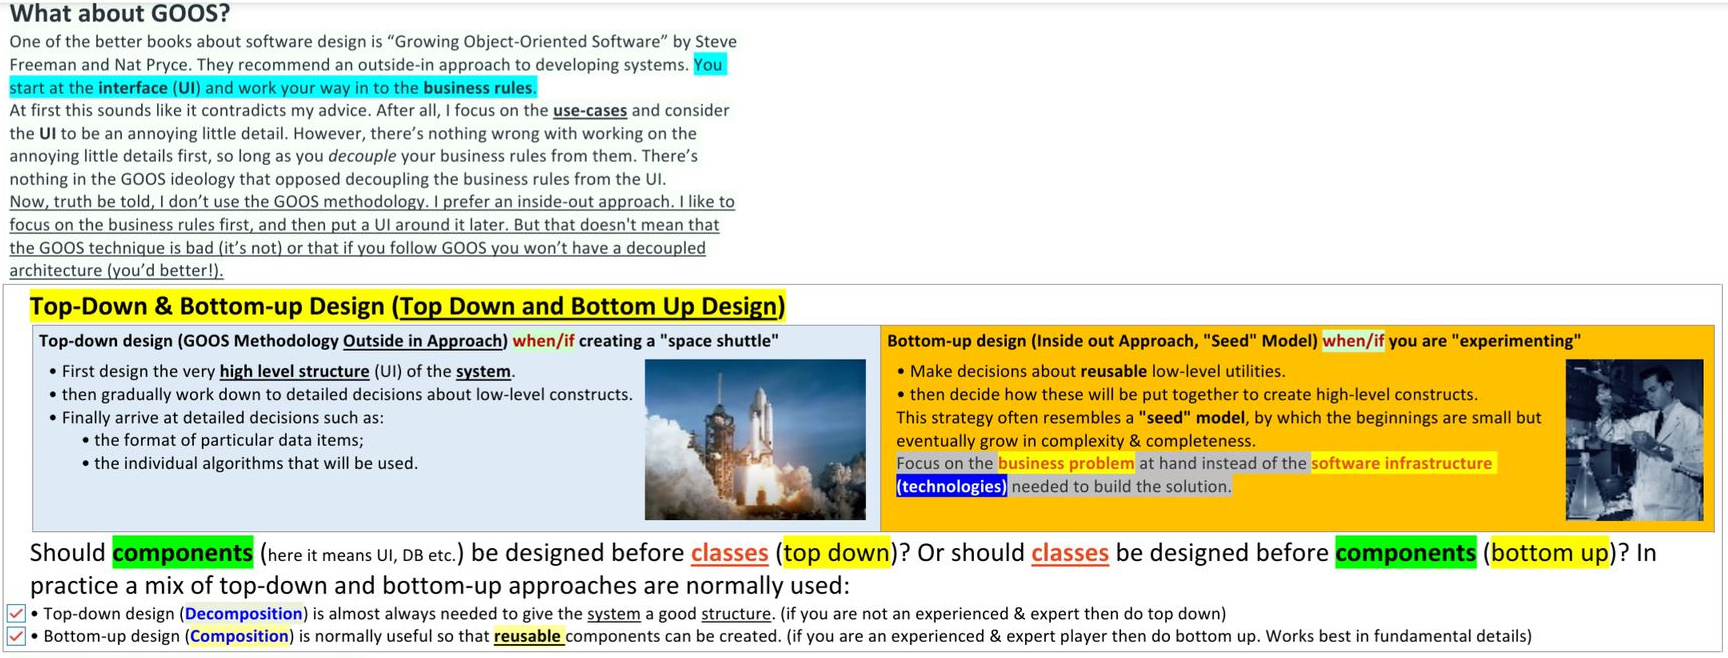 What about GOOS?
One of the better books about software design is “Growing Object-Oriented Software” by Steve
Freeman and Nat Pryce. They recommend an outside-in approach to developing systems. You
start at the interface (UI) and work your way in to the business rules.
At first this sounds like it contradicts my advice. After all, I focus on the use-cases and consider
the UI to be an annoying little detail. However, there’s nothing wrong with working on the
annoying little details first, so long as you decouple your business rules from them. There’s
nothing in the GOOS ideology that opposed decoupling the business rules from the UI.
Now, truth be told, I don’t use the GOOS methodology. I prefer an inside-out approach. I like to
focus on the business rules first, and then put a UI around it later. But that doesn't mean that
the GOOS technique is bad (it’s not) or that if you follow GOOS you won’t have a decoupled
architecture (you’d better!).
Top-Down & Bottom-up Design (Top Down and Bottom Up Design)
Top-down design (GOOS Methodology Outside in Approach) when/if creating a "space shuttle"
• First design the very high level structure (UI) of the system.
• then gradually work down to detailed decisions about low-level constructs.
• Finally arrive at detailed decisions such as:
• the format of particular data items;
• the individual algorithms that will be used.
Bottom-up design (Inside out Approach, "Seed" Model) when/if you are "experimenting"
• Make decisions about reusable low-level utilities.
• then decide how these will be put together to create high-level constructs.
This strategy often resembles a "seed" model, by which the beginnings are small but
eventually grow in complexity & completeness.
Focus on the business problem at hand instead of the software infrastructure
(technologies) needed to build the solution.
Should components (here it means UI, DB etc.) be designed before classes (top down)? Or should classes be designed before components (bottom up)? In
practice a mix of top-down and bottom-up approaches are normally used:
• Top-down design (Decomposition) is almost always needed to give the system a good structure. (if you are not an experienced & expert then do top down)
• Bottom-up design (Composition) is normally useful so that reusable components can be created. (if you are an experienced & expert player then do bottom up. Works best in fundamental details)